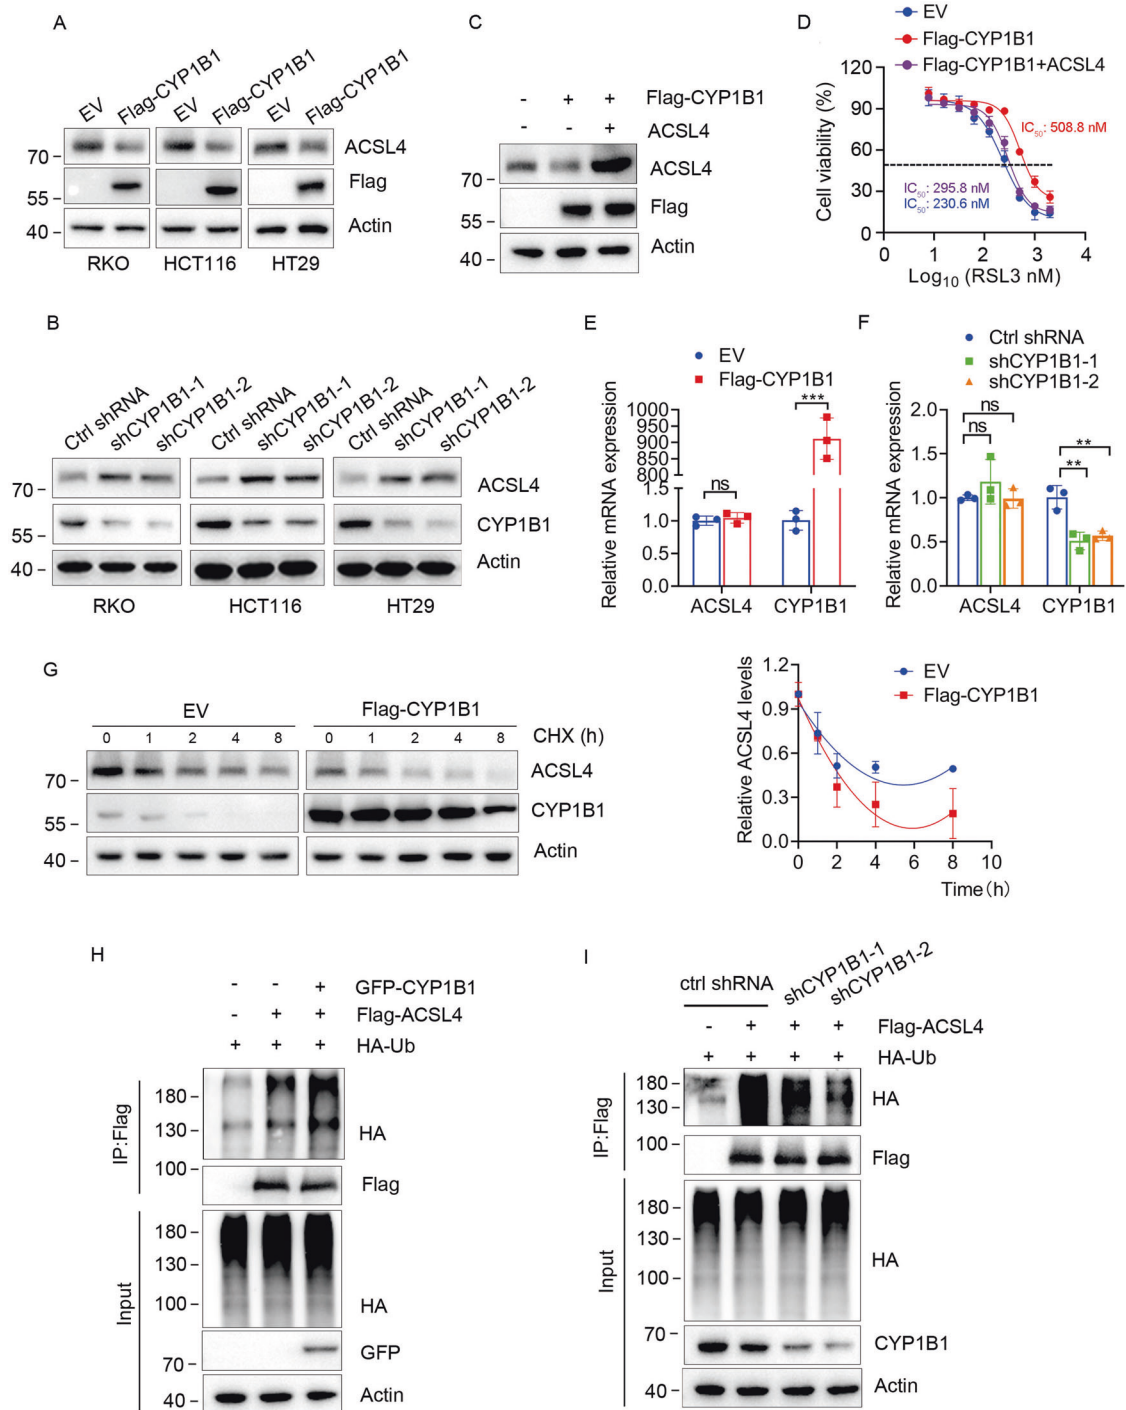 A
EV
Flag-CYP1B1
EV
Flag-CYP1B1
EV
Flag-CYP1B1
70
55
40
ACSL4
Flag
Actin
RKO
HCT116
HT29
C
- + + Flag-CYP1B1
- - + ACSL4
70
55
40
ACSL4
Flag
Actin
D
EV
Flag-CYP1B1
Flag-CYP1B1+ACSL4
Cell viability (%)
120
90
60
30
0
IC50: 508.8 nM
IC50: 295.8 nM
IC50: 230.6 nM
0 1 2 3 4
Log10 (RSL3 nM)
B
Ctrl shRNA
shCYP1B1-1
shCYP1B1-2
Ctrl shRNA
shCYP1B1-1
shCYP1B1-2
Ctrl shRNA
shCYP1B1-1
shCYP1B1-2
70
55
40
ACSL4
CYP1B1
Actin
RKO
HCT116
HT29
E
EV
Flag-CYP1B1
Relative mRNA expression
1000
950
900
850
800
1.5
1.0
0.5
0.0
ns
***
ACSL4 CYP1B1
F
Ctrl shRNA
shCYP1B1-1
shCYP1B1-2
Relative mRNA expression
2.0
1.5
1.0
0.5
0.0
ns
ns
**
**
ACSL4 CYP1B1
G
EV
Flag-CYP1B1
0 1 2 4 8 0 1 2 4 8 CHX (h)
70
55
40
ACSL4
CYP1B1
Actin
EV
Flag-CYP1B1
Relative ACSL4 levels
1.2
0.9
0.6
0.3
0.0
0 2 4 6 8 10
Time(h)
H
- - + GFP-CYP1B1
- + + Flag-ACSL4
+ + + HA-Ub
IP:Flag
180
130
100
HA
Flag
Input
180
130
100
70
40
HA
GFP
Actin
I
ctrl shRNA
shCYP1B1-1
shCYP1B1-2
- + + + Flag-ACSL4
+ + + + HA-Ub
IP:Flag
180
130
100
HA
Flag
Input
180
130
100
70
40
HA
CYP1B1
Actin